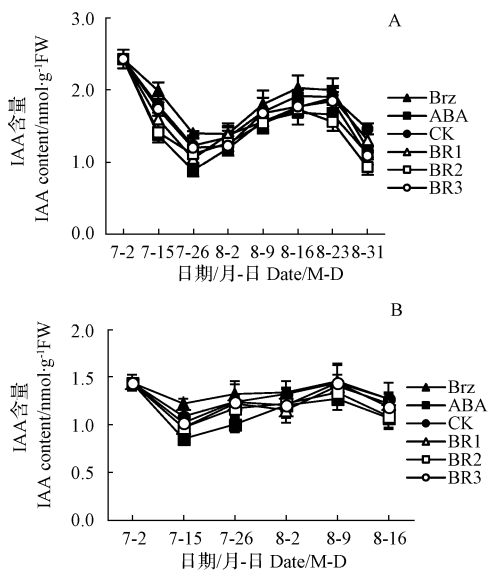 A
3.0
2.0
1.0
0.0
IAA含量
IAA content/nmol·g⁻¹FW
Brz
ABA
CK
BR1
BR2
BR3
7-2 7-15 7-26 8-2 8-9 8-16 8-23 8-31
日期/月-日 Date/M-D
B
2.0
1.5
1.0
0.5
0.0
IAA含量
IAA content/nmol·g⁻¹FW
Brz
ABA
CK
BR1
BR2
BR3
7-2 7-15 7-26 8-2 8-9 8-16
日期/月-日 Date/M-D